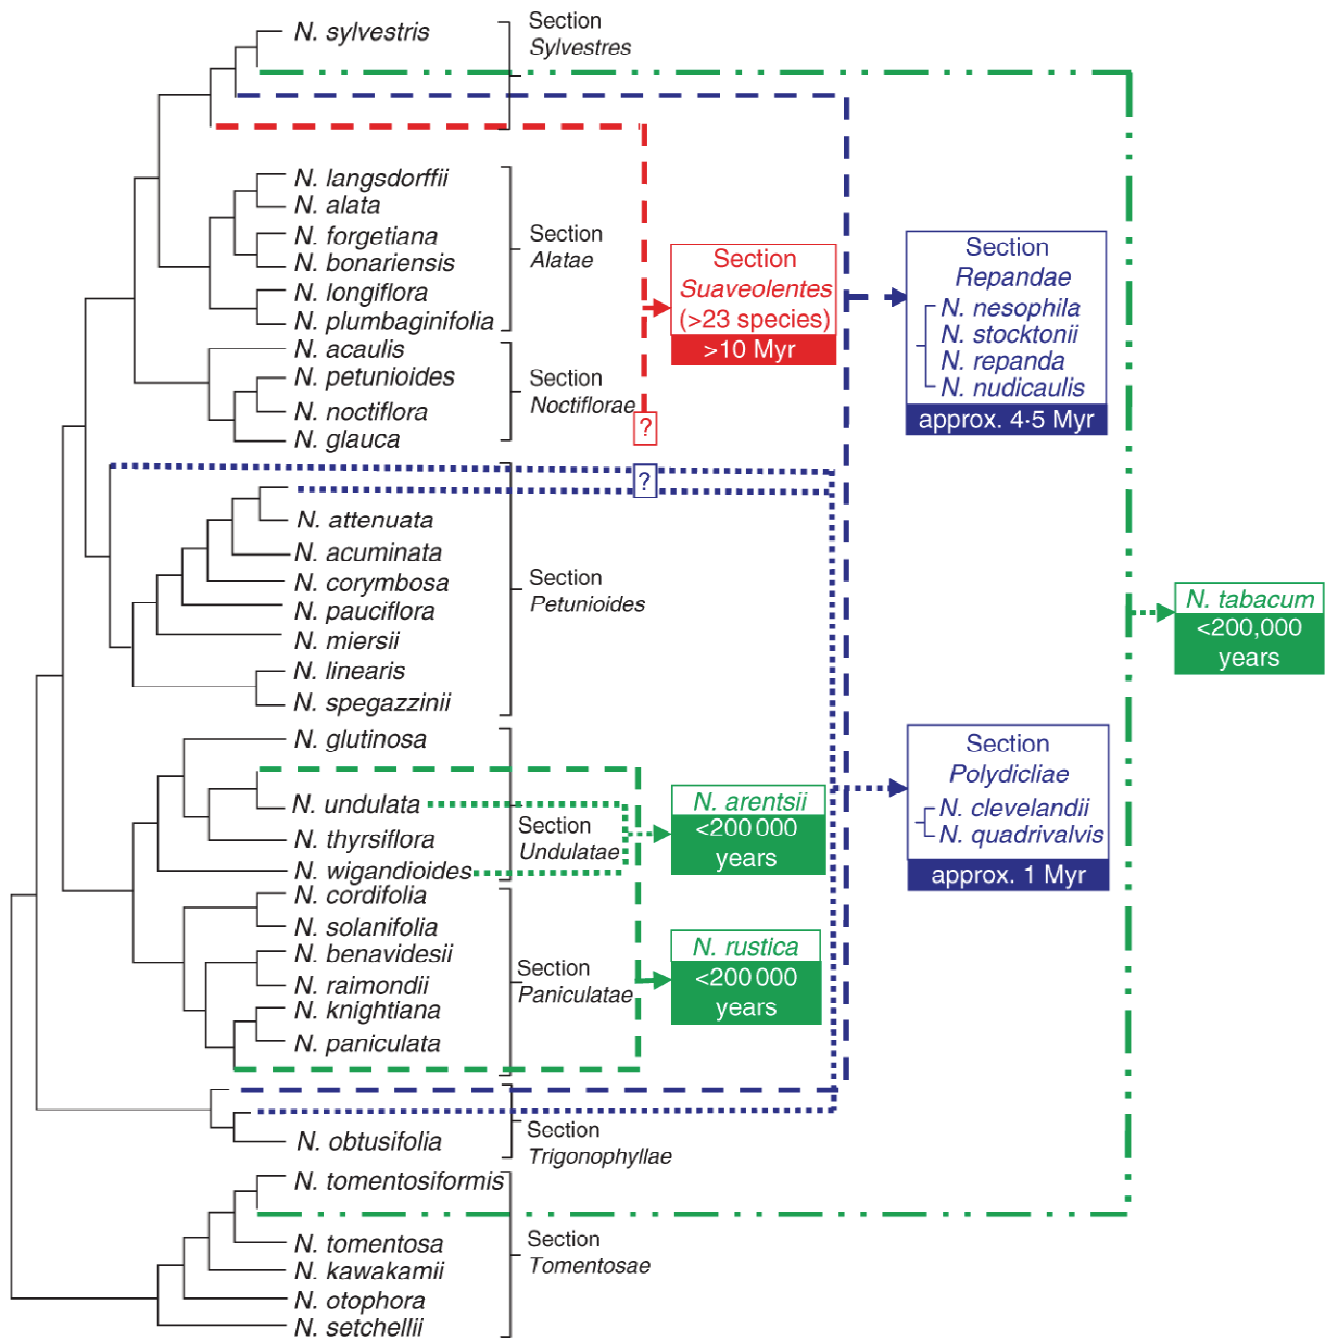 N. sylvestris
Section
Sylvestres
N. langsdorffii
N. alata
N. forgetiana
N. bonariensis
N. longiflora
N. plumbaginifolia
Section
Alatae
N. acaulis
N. petunioides
N. noctiflora
N. glauca
Section
Noctiflorae
?
?
N. attenuata
N. acuminata
N. corymbosa
N. pauciflora
N. miersii
N. linearis
N. spegazzinii
Section
Petunioides
N. glutinosa
N. undulata
N. thyrsiflora
N. wigandioides
Section
Undulatae
N. cordifolia
N. solanifolia
N. benavidesii
N. raimondii
N. knightiana
N. paniculata
Section
Paniculatae
N. obtusifolia
Section
Trigonophyllae
N. tomentosiformis
N. tomentosa
N. kawakamii
N. otophora
N. setchellii
Section
Tomentosae
Section
Suaveolentes
(>23 species)
>10 Myr
N. arentsii
<200 000
years
N. rustica
<200 000
years
Section
Repandae
N. nesophila
N. stocktonii
N. repanda
N. nudicaulis
approx. 4-5 Myr
Section
Polydicliae
N. clevelandii
N. quadrivalvis
approx. 1 Myr
N. tabacum
<200,000
years